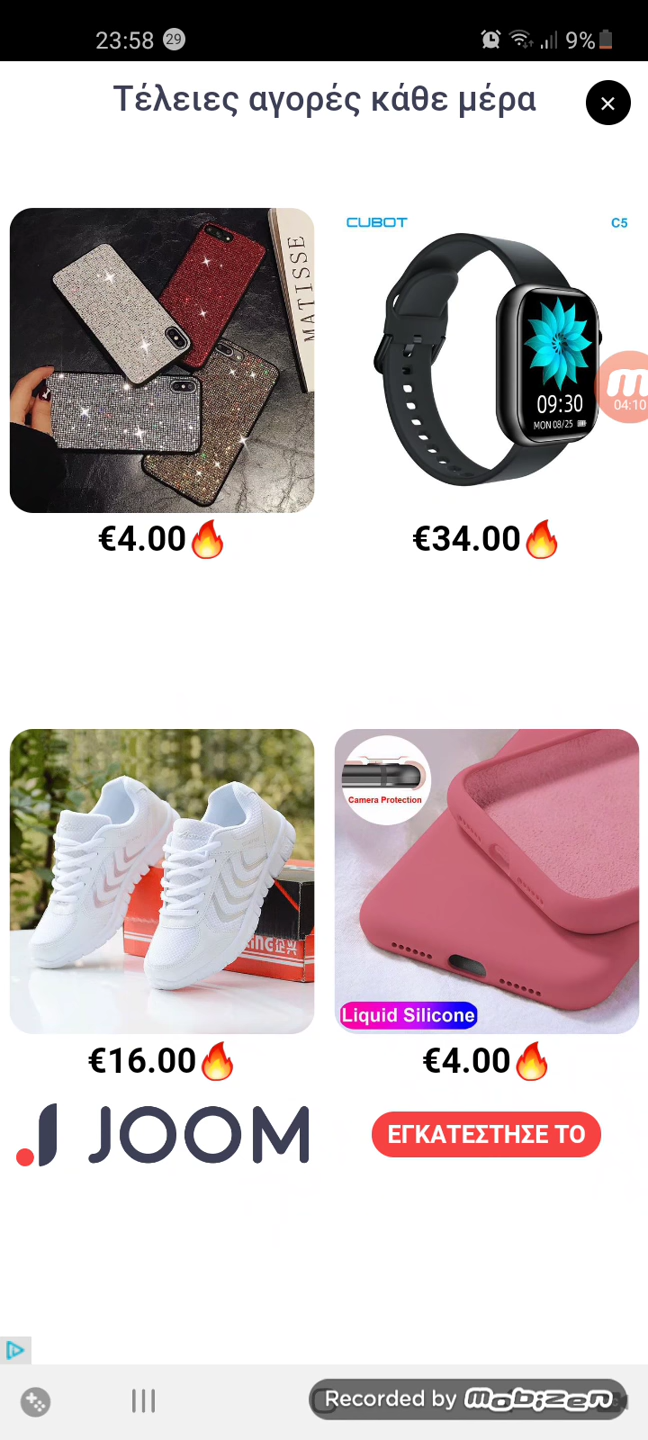 23:58 29 9%
Τέλειες αγορές κάθε μέρα
MATISSE
CUBOT C5
09:30
MON 08/25
04:10
€4.00🔥 €34.00🔥
Camera Protection
Liquid Silicone
€16.00🔥 €4.00🔥
JOOM ΕΓΚΑΤΕΣΤΗΣΕ ΤΟ
Recorded by mobizen